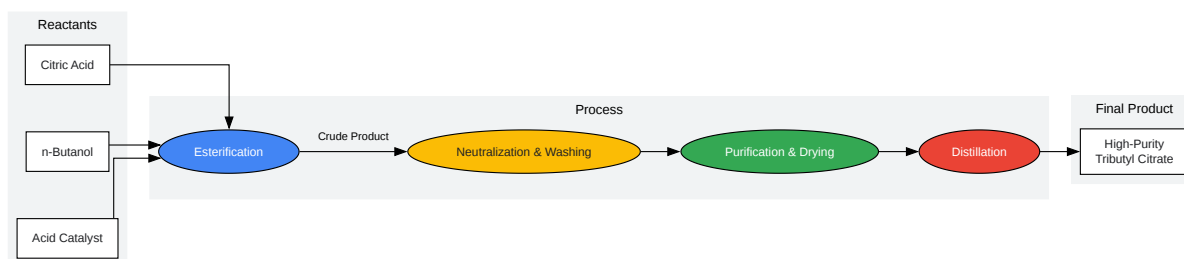 Reactants
Citric Acid
n-Butanol
Acid Catalyst
Process
Esterification
Crude Product
Neutralization & Washing
Purification & Drying
Distillation
Final Product
High-Purity
Tributyl Citrate